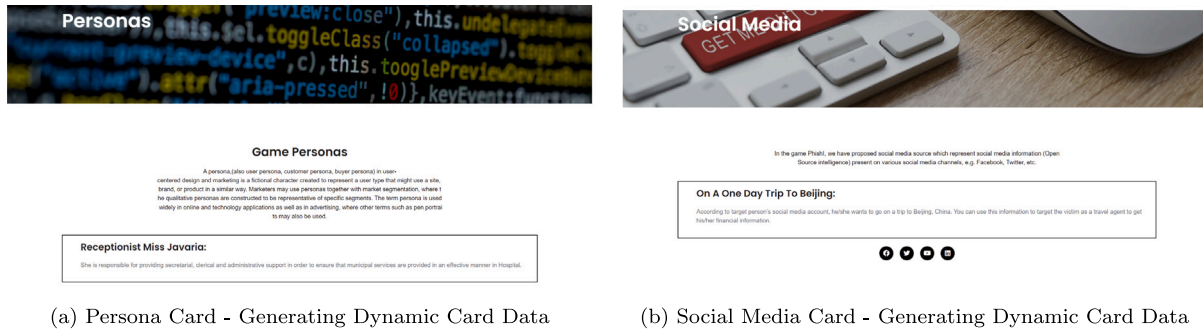 Personas
preview:close"),this.undelegate
,this.$el.toggleClass("collapsed").toggleCl
preview-device",c),this.tooglePreviewDeviceBut
).attr("aria-pressed",!0)},keyEvent:funct
Game Personas
A persona,(also user persona, customer persona, buyer persona) in user-
centered design and marketing is a fictional character created to represent a user type that might use a site,
brand, or product in a similar way. Marketers may use personas together with market segmentation, where t
he qualitative personas are constructed to be representative of specific segments. The term persona is used
widely in online and technology applications as well as in advertising, where other terms such as pen portrai
ts may also be used.
Receptionist Miss Javaria:
She is responsible for providing secretarial, clerical and administrative support in order to ensure that municipal services are provided in an effective manner in Hospital.
(a) Persona Card - Generating Dynamic Card Data
Social Media
GET ME OUT O
In the game PhishI, we have proposed social media source which represent social media information (Open
Source intelligence) present on various social media channels, e.g. Facebook, Twitter, etc.
On A One Day Trip To Beijing:
According to target person's social media account, he/she wants to go on a trip to Beijing, China. You can use this information to target the victim as a travel agent to get
his/her financial information.
(b) Social Media Card - Generating Dynamic Card Data